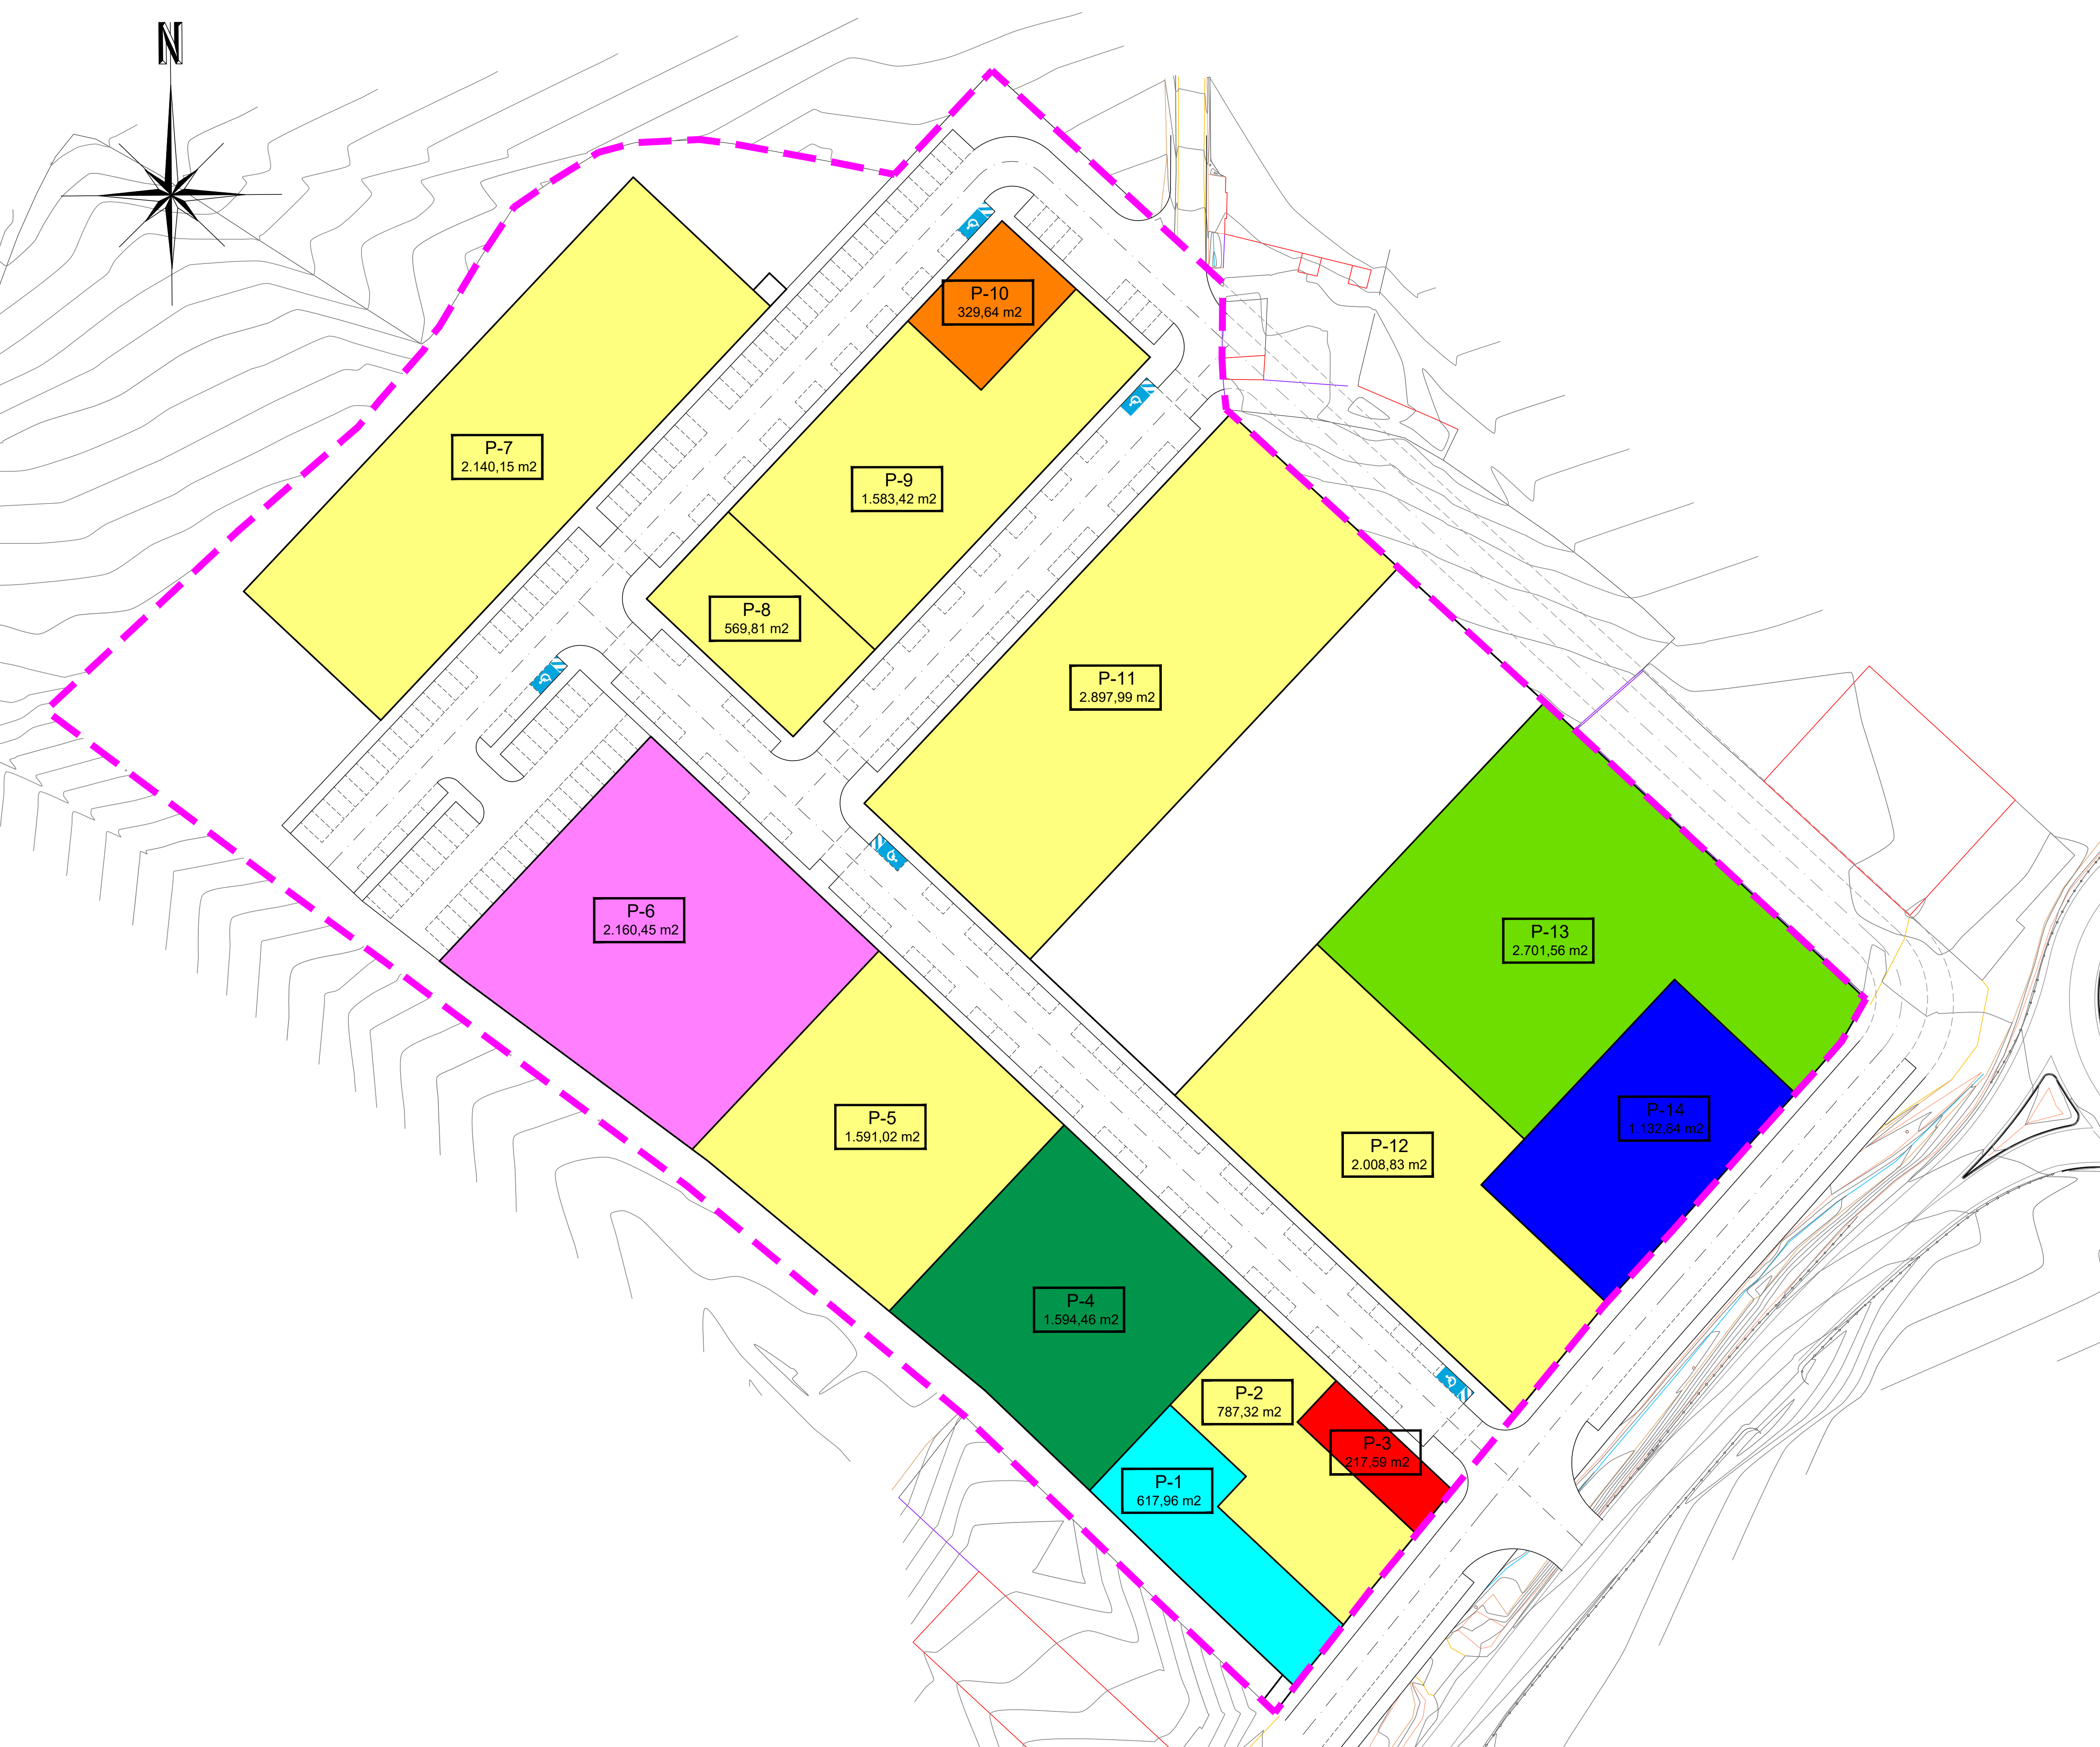 N
P-10
329,64 m2
P-7
2.140,15 m2
P-9
1.583,42 m2
P-8
569,81 m2
P-11
2.897,99 m2
P-6
2.160,45 m2
P-13
2.701,56 m2
P-5
1.591,02 m2
P-14
1.132,84 m2
P-12
2.008,83 m2
P-4
1.594,46 m2
P-2
787,32 m2
P-3
217,59 m2
P-1
617,96 m2